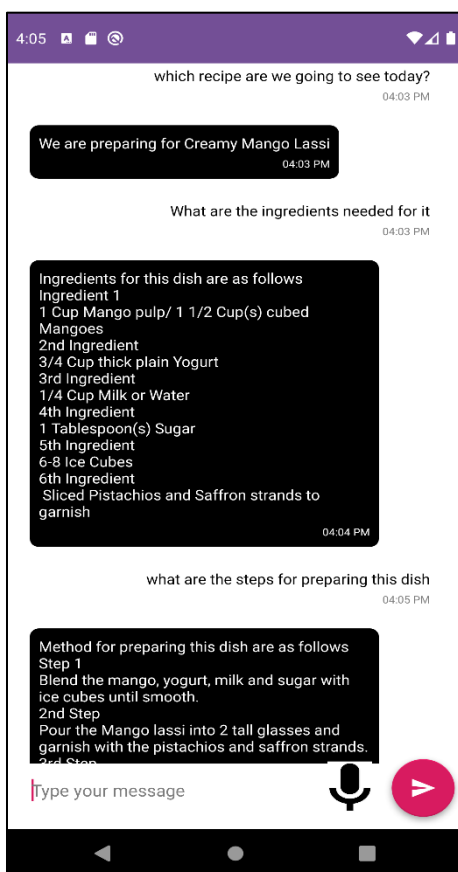 4:05
which recipe are we going to see today?
04:03 PM
We are preparing for Creamy Mango Lassi
04:03 PM
What are the ingredients needed for it
04:03 PM
Ingredients for this dish are as follows
Ingredient 1
1 Cup Mango pulp/ 1 1/2 Cup(s) cubed
Mangoes
2nd Ingredient
3/4 Cup thick plain Yogurt
3rd Ingredient
1/4 Cup Milk or Water
4th Ingredient
1 Tablespoon(s) Sugar
5th Ingredient
6-8 Ice Cubes
6th Ingredient
Sliced Pistachios and Saffron strands to
garnish
04:04 PM
what are the steps for preparing this dish
04:05 PM
Method for preparing this dish are as follows
Step 1
Blend the mango, yogurt, milk and sugar with
ice cubes until smooth.
2nd Step
Pour the Mango lassi into 2 tall glasses and
garnish with the pistachios and saffron strands.
3rd Step
Type your message